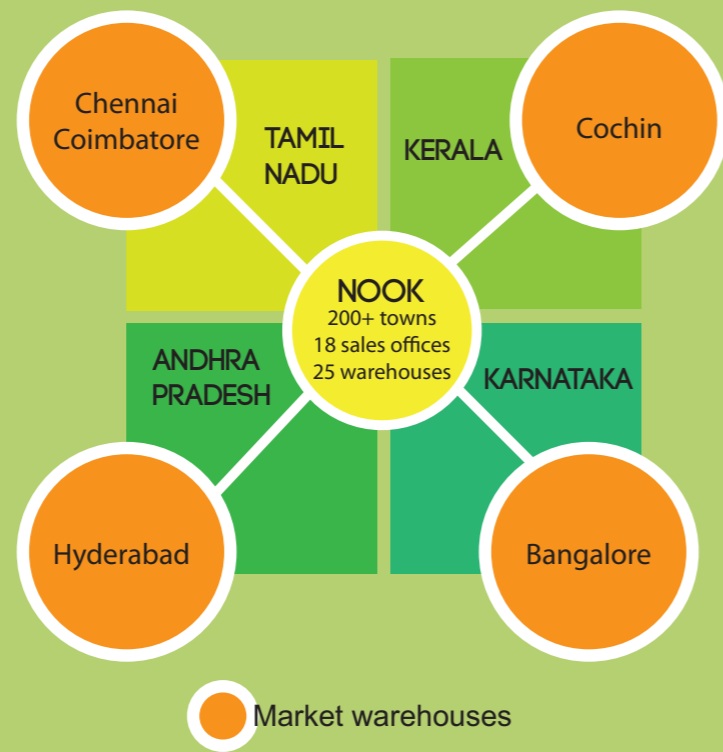 Chennai
Coimbatore
TAMIL
NADU
KERALA
Cochin
NOOK
200+ towns
18 sales offices
25 warehouses
ANDHRA
PRADESH
KARNATAKA
Hyderabad
Bangalore
Market warehouses